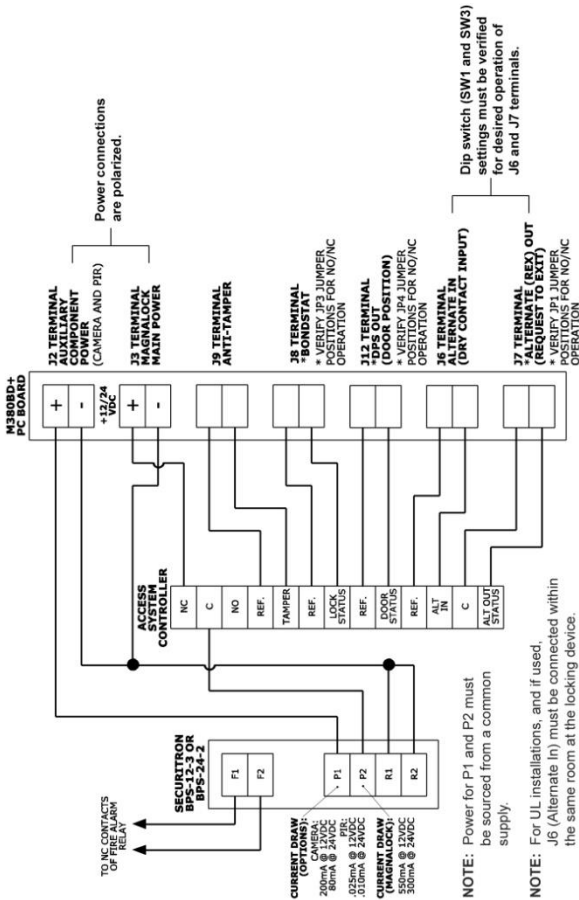 M380BD+
PC BOARD
J2 TERMINAL
AUXILIARY
COMPONENT
POWER
(CAMERA AND PIR)
Power connections
are polarized.
+
-
+12/24
VDC
+
-
J3 TERMINAL
MAGNALOCK
MAIN POWER
J9 TERMINAL
ANTI-TAMPER
J8 TERMINAL
*BONDSTAT
* VERIFY JP3 JUMPER
POSITIONS FOR NO/NC
OPERATION
J12 TERMINAL
*DPS OUT
(DOOR POSITION)
* VERIFY JP4 JUMPER
POSITIONS FOR NO/NC
OPERATION
J6 TERMINAL
ALTERNATE IN
(DRY CONTACT INPUT)
J7 TERMINAL
*ALTERNATE (REX) OUT
(REQUEST TO EXIT)
* VERIFY JP1 JUMPER
POSITIONS FOR NO/NC
OPERATION
Dip switch (SW1 and SW3)
settings must be verified
for desired operation of
J6 and J7 terminals.
ACCESS
SYSTEM
CONTROLLER
NC
C
NO
REF.
TAMPER
REF.
LOCK
STATUS
REF.
DOOR
STATUS
REF.
ALT
IN
C
ALT OUT
STATUS
TO NC CONTACTS
OF FIRE ALARM
RELAY
SECURITRON
BPS-12-3 OR
BPS-24-2
F1
F2
P1
P2
R1
R2
CURRENT DRAW
(OPTIONS):
CAMERA:
200mA @ 12VDC
80mA @ 24VDC
PIR:
.025mA @ 12VDC
.010mA @ 24VDC
CURRENT DRAW
(MAGNALOCK):
550mA @ 12VDC
300mA @ 24VDC
NOTE: Power for P1 and P2 must
be sourced from a common
supply.
NOTE: For UL installations, and if used,
J6 (Alternate In) must be connected within
the same room at the locking device.